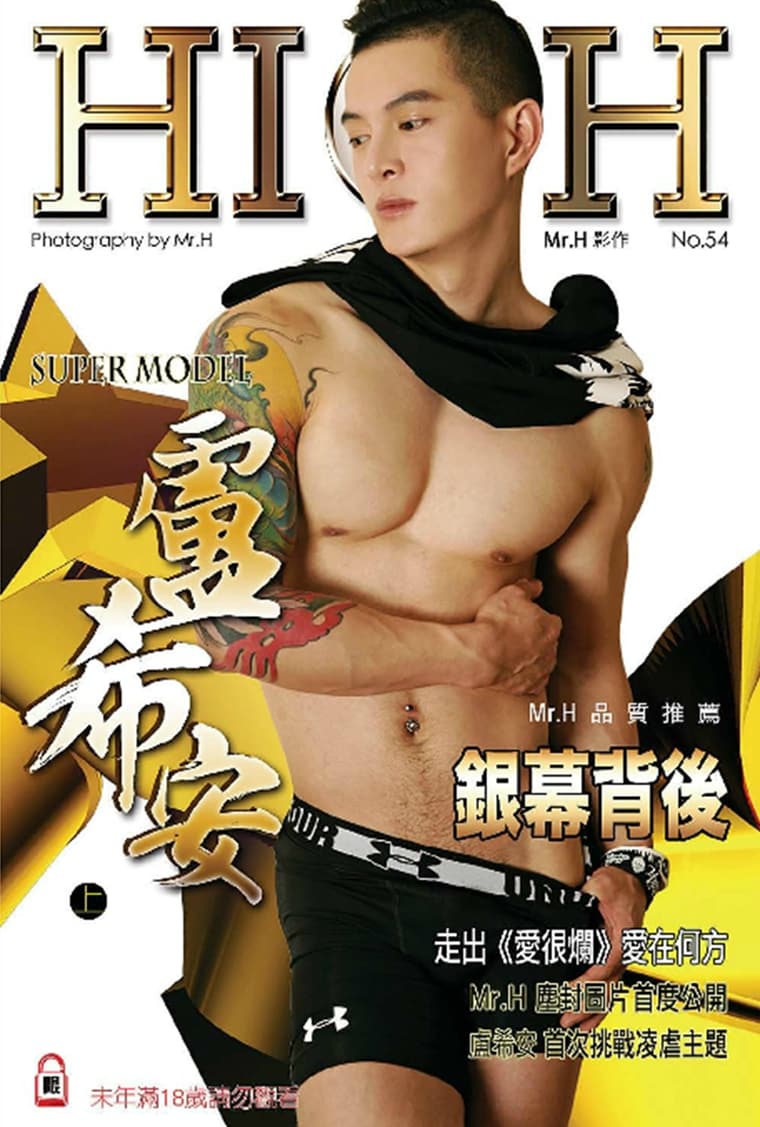 HIGH
Photography by Mr.H
Mr.H 影作 No.54
SUPER MODEL
盧希安
上
Mr.H 品質推薦
銀幕背後
走出《愛很爛》愛在何方
Mr.H 塵封圖片首度公開
盧希安 首次挑戰凌虐主題
限
未年滿18歲請勿觀看